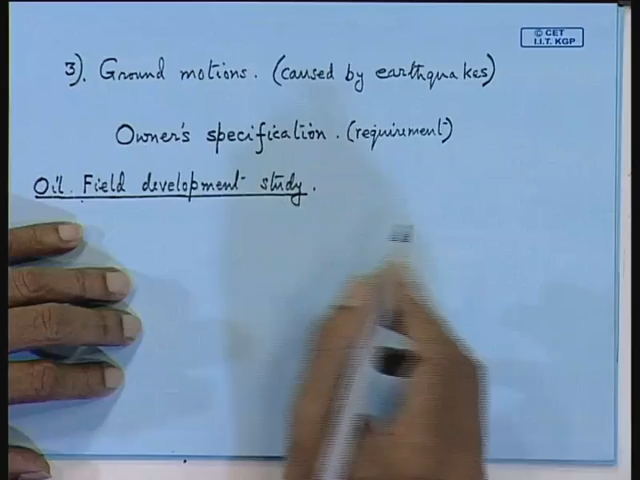 © CET
I.I.T. KGP
3). Ground motions. (caused by earthquakes)
Owner's specification. (requirement)
Oil Field development study.